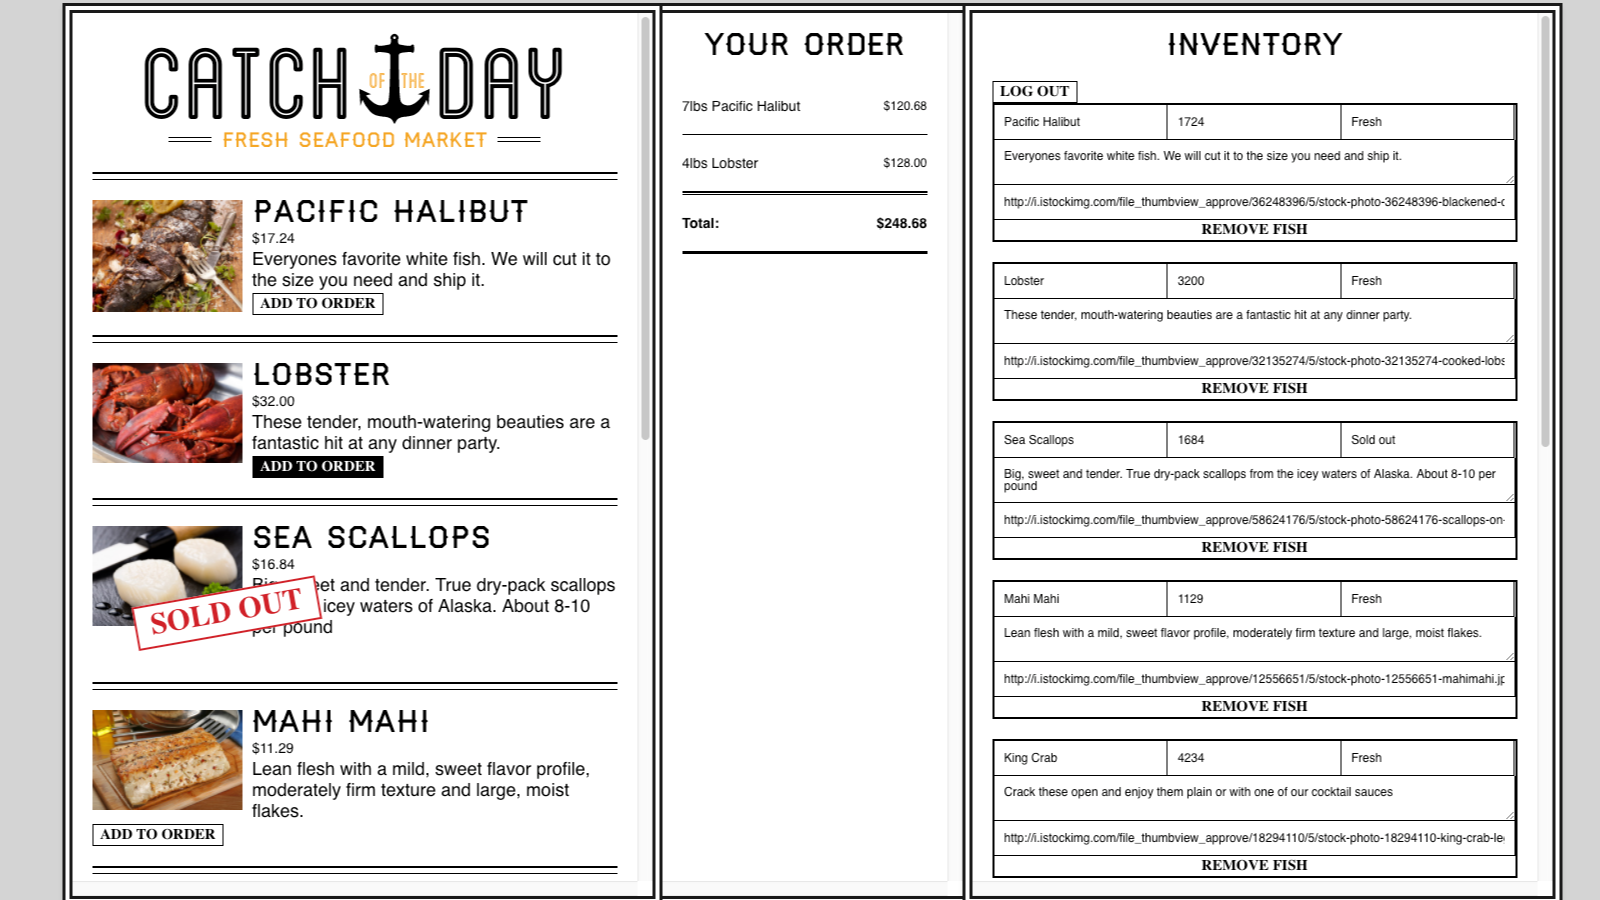 CATCH OF THE DAY
FRESH SEAFOOD MARKET
PACIFIC HALIBUT
$17.24
Everyones favorite white fish. We will cut it to
the size you need and ship it.
ADD TO ORDER
LOBSTER
$32.00
These tender, mouth-watering beauties are a
fantastic hit at any dinner party.
ADD TO ORDER
SEA SCALLOPS
$16.84
and tender. True dry-pack scallops
icey waters of Alaska. About 8-10
per pound
SOLD OUT
MAHI MAHI
$11.29
Lean flesh with a mild, sweet flavor profile,
moderately firm texture and large, moist
flakes.
ADD TO ORDER
YOUR ORDER
7lbs Pacific Halibut $120.68
4lbs Lobster $128.00
Total: $248.68
INVENTORY
LOG OUT
Pacific Halibut 1724 Fresh
Everyones favorite white fish. We will cut it to the size you need and ship it.
http://i.istockimg.com/file_thumbview_approve/36248396/5/stock-photo-36248396-blackened-c
REMOVE FISH
Lobster 3200 Fresh
These tender, mouth-watering beauties are a fantastic hit at any dinner party.
http://i.istockimg.com/file_thumbview_approve/32135274/5/stock-photo-32135274-cooked-lobs
REMOVE FISH
Sea Scallops 1684 Sold out
Big, sweet and tender. True dry-pack scallops from the icey waters of Alaska. About 8-10 per
pound
http://i.istockimg.com/file_thumbview_approve/58624176/5/stock-photo-58624176-scallops-on-
REMOVE FISH
Mahi Mahi 1129 Fresh
Lean flesh with a mild, sweet flavor profile, moderately firm texture and large, moist flakes.
http://i.istockimg.com/file_thumbview_approve/12556651/5/stock-photo-12556651-mahimahi.jp
REMOVE FISH
King Crab 4234 Fresh
Crack these open and enjoy them plain or with one of our cocktail sauces
http://i.istockimg.com/file_thumbview_approve/18294110/5/stock-photo-18294110-king-crab-le
REMOVE FISH